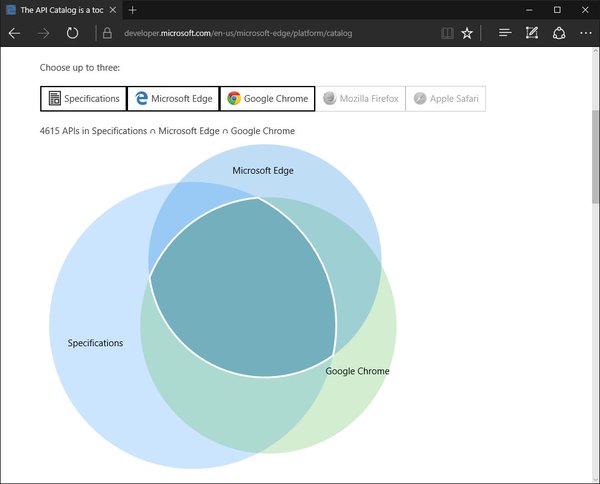 The API Catalog is a toc
developer.microsoft.com/en-us/microsoft-edge/platform/catalog
Choose up to three:
Specifications Microsoft Edge Google Chrome Mozilla Firefox Apple Safari
4615 APIs in Specifications ∩ Microsoft Edge ∩ Google Chrome
Microsoft Edge
Specifications
Google Chrome